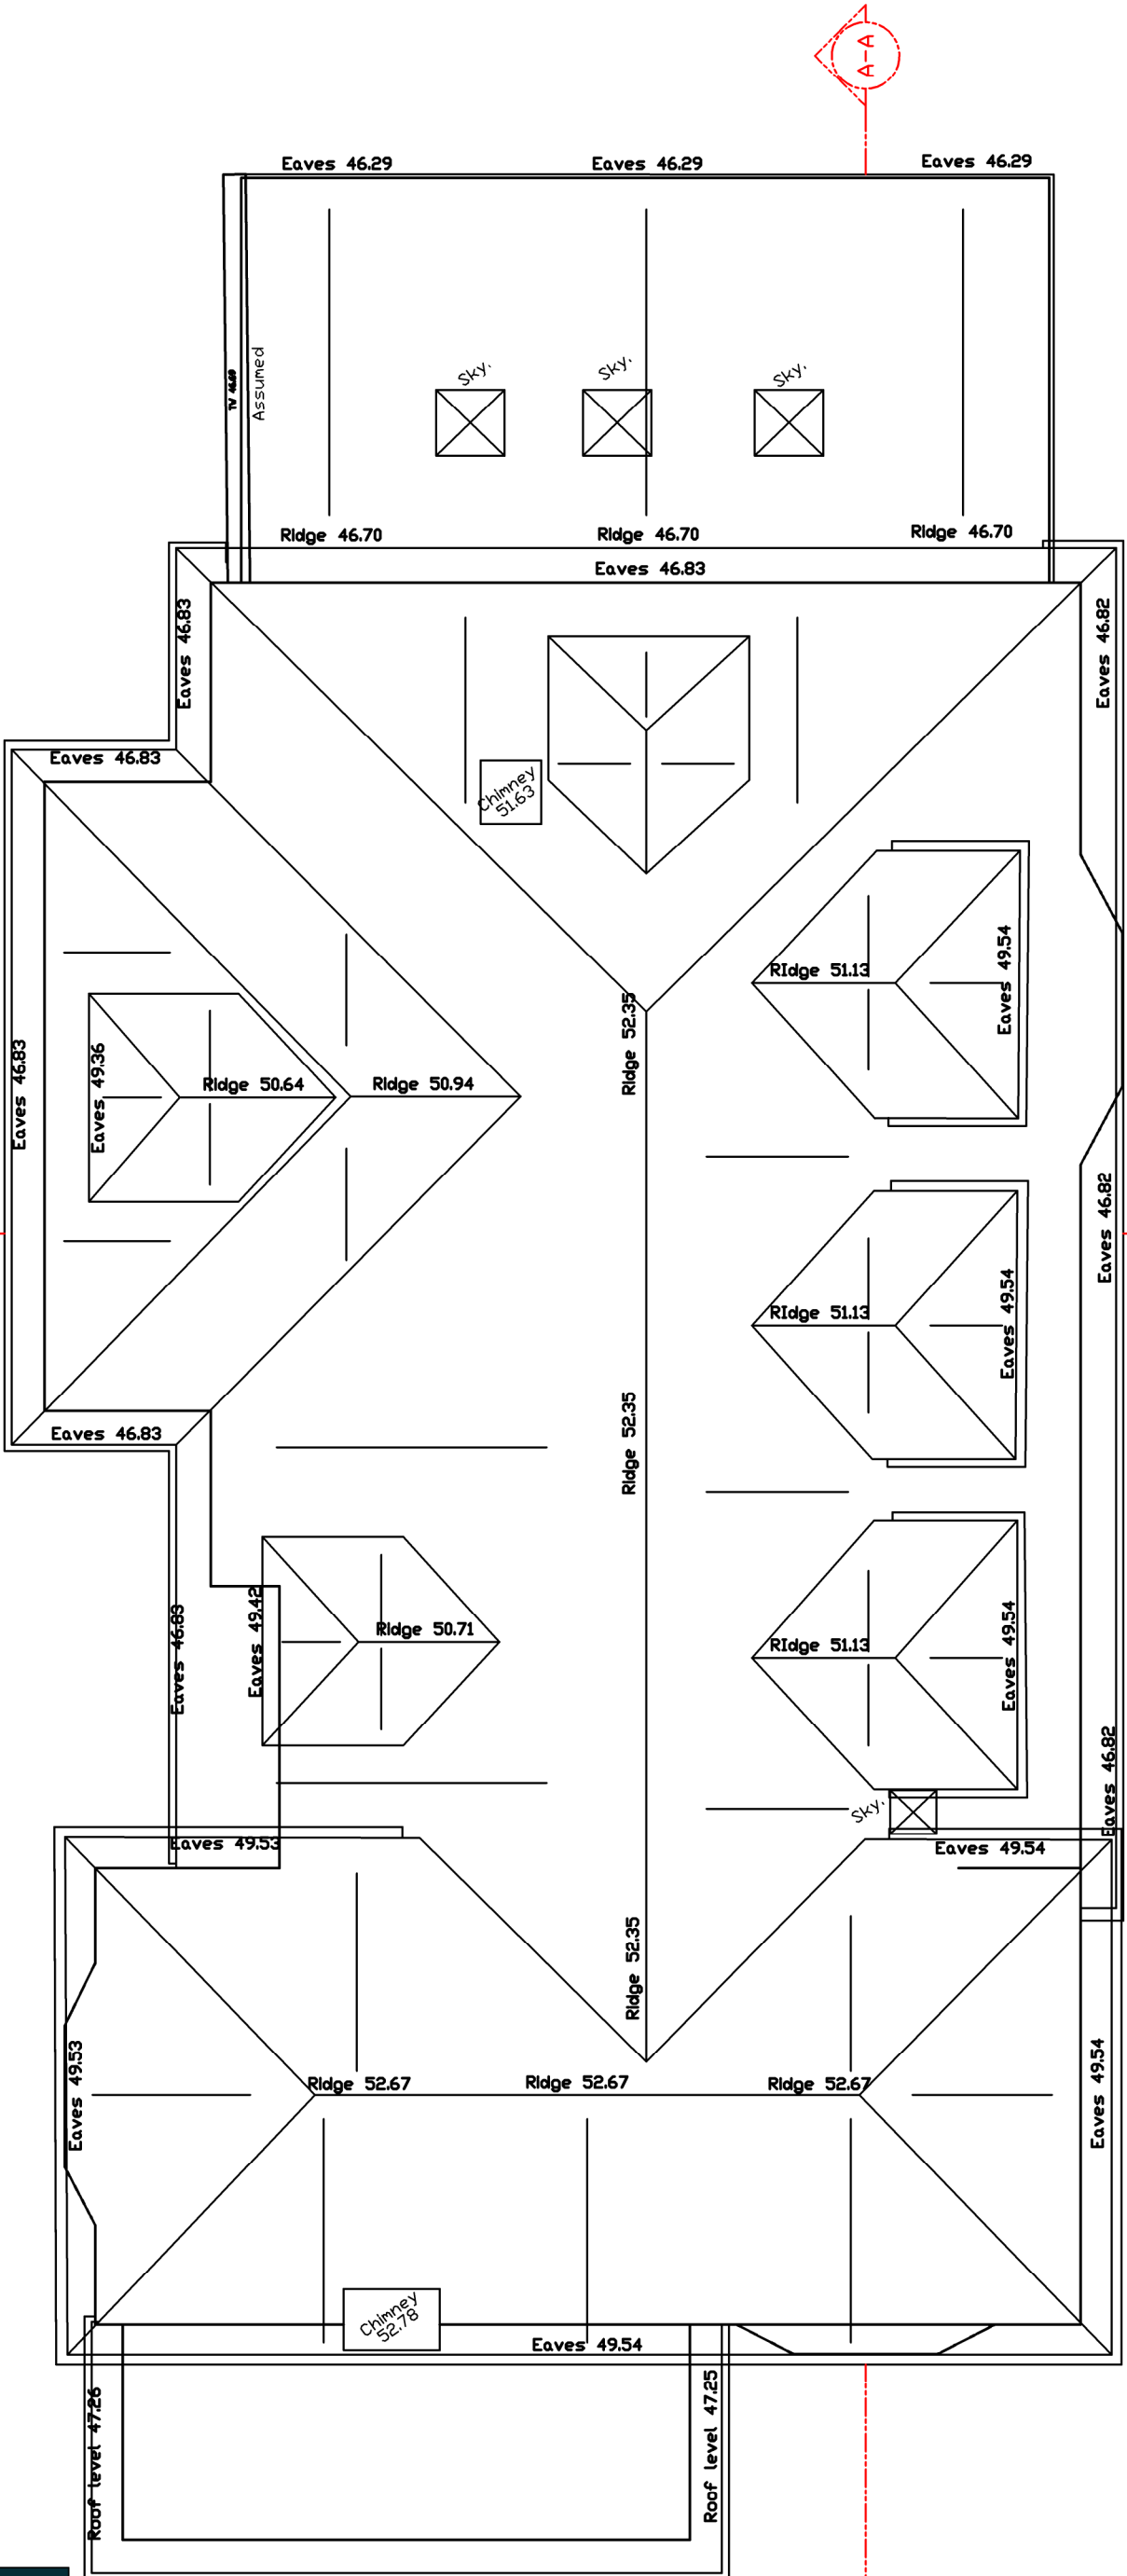 A-A
Eaves 46.29
Eaves 46.29
Eaves 46.29
Sky.
Sky.
Sky.
Assumed
Ridge 46.70
Ridge 46.70
Ridge 46.70
Eaves 46.83
Eaves 46.83
Eaves 46.82
Eaves 46.83
Chimney
51.63
RIdge 51.13
Eaves 49.54
Ridge 52.35
Eaves 46.83
Eaves 49.36
Ridge 50.64
Ridge 50.94
Eaves 46.82
RIdge 51.13
Eaves 49.54
Eaves 46.83
Ridge 52.35
Eaves 46.83
Eaves 49.42
Ridge 50.71
RIdge 51.13
Eaves 49.54
Eaves 46.82
Sky.
Eaves 49.53
Eaves 49.54
Ridge 52.35
Eaves 49.53
Ridge 52.67
Ridge 52.67
Ridge 52.67
Eaves 49.54
Chimney
52.78
Eaves 49.54
Roof level 47.26
Roof level 47.25